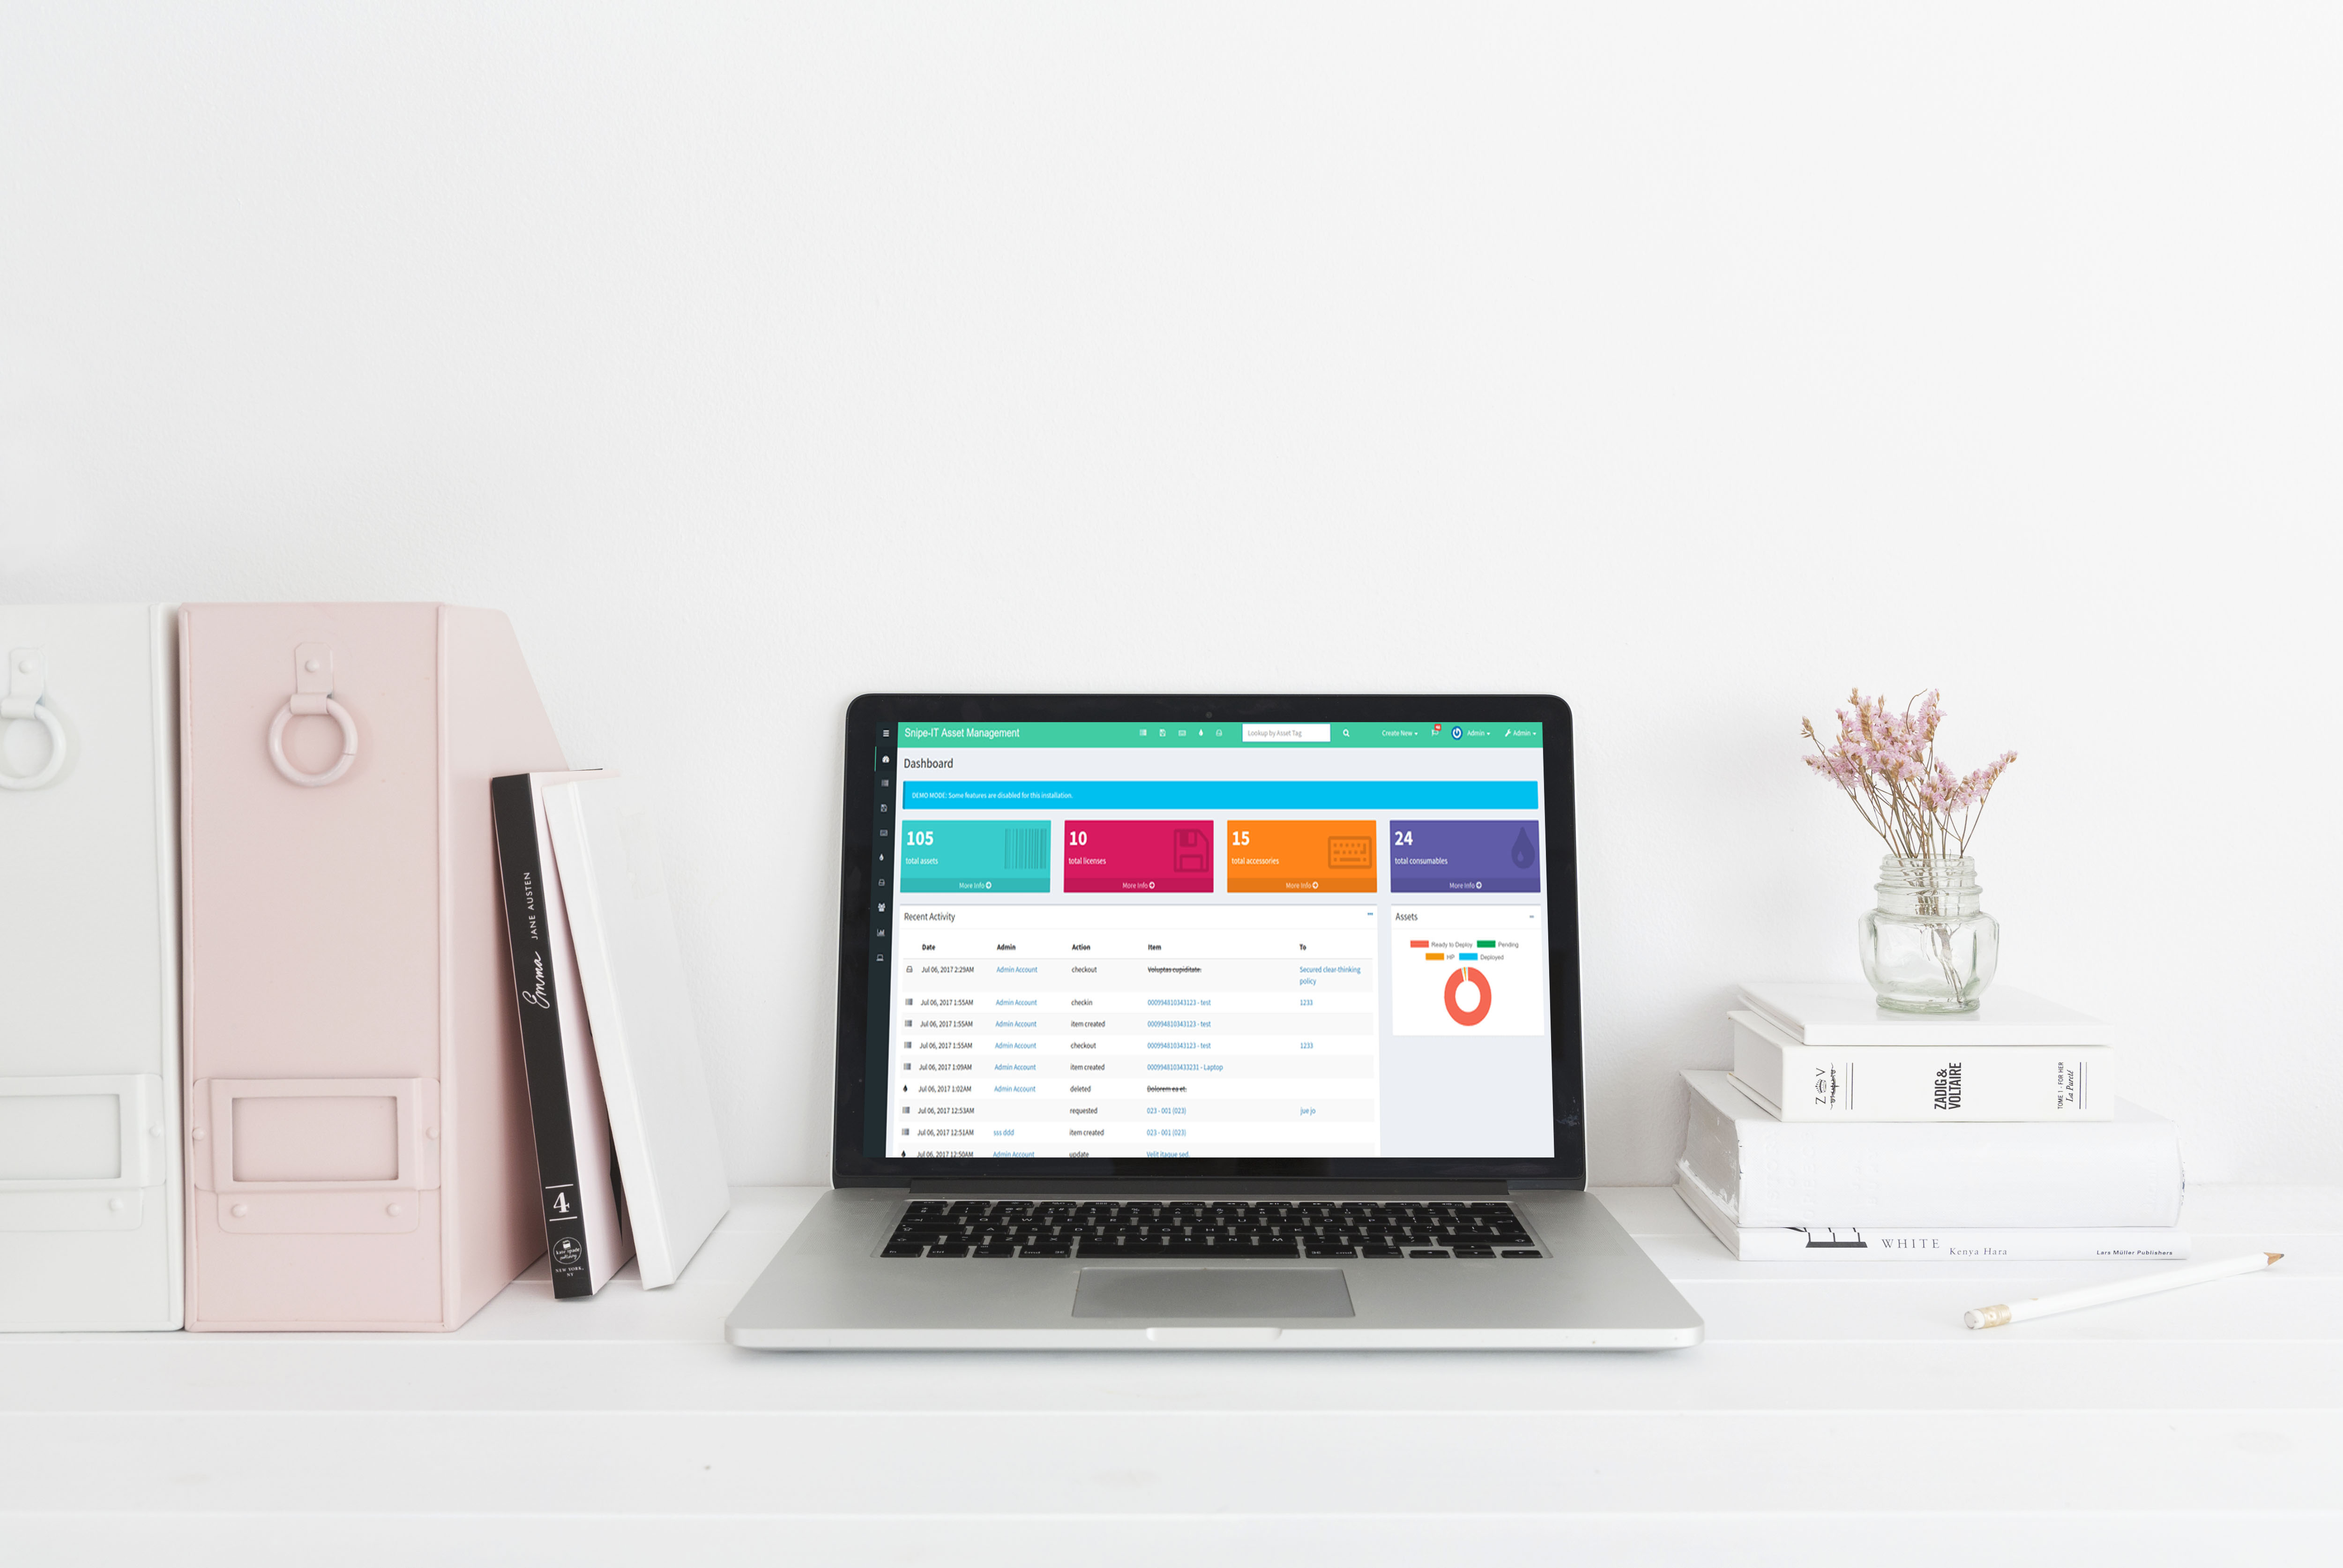 Snipe-IT Asset Management
Lookup by Asset Tag
Create New
Admin
Admin
Dashboard
DEMO MODE: Some features are disabled for this installation.
105
total assets
More Info
10
total licenses
More Info
15
total accessories
More Info
24
total consumables
More Info
Recent Activity
Date Admin Action Item To
Jul 06, 2017 2:29AM Admin Account checkout Voluptas cupiditate. Secured clear-thinking
policy
Jul 06, 2017 1:55AM Admin Account checkin 000994810343123 - test 1233
Jul 06, 2017 1:55AM Admin Account item created 000994810343123 - test
Jul 06, 2017 1:55AM Admin Account checkout 000994810343123 - test 1233
Jul 06, 2017 1:09AM Admin Account item created 0009948103433231 - Laptop
Jul 06, 2017 1:02AM Admin Account deleted Dolorem ea et.
Jul 06, 2017 12:53AM requested 023 - 001 (023) jue jo
Jul 06, 2017 12:51AM sss ddd item created 023 - 001 (023)
Jul 06, 2017 12:50AM Admin Account update Velit itaque sed.
Assets
Ready to Deploy Pending
HP Deployed
Emma JANE AUSTEN
4
NEW YORK,
NY
Z V
ZADIG&
VOLTAIRE
TOME 1 : FOR HER
La Pureté
WHITE Kenya Hara Lars Müller Publishers